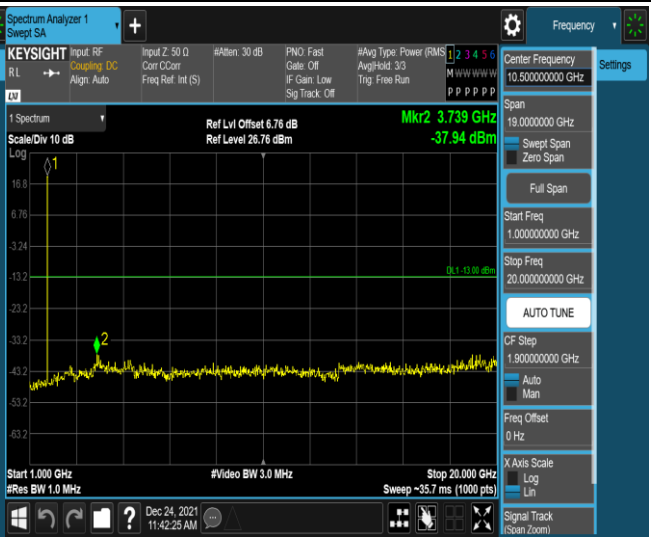 Spectrum Analyzer 1
Swept SA
Frequency
KEYSIGHT
RL
LXI
Input: RF
Coupling: DC
Align: Auto
Input Z: 50 Ω
Corr CCorr
Freq Ref: Int (S)
#Atten: 30 dB
PNO: Fast
Gate: Off
IF Gain: Low
Sig Track: Off
#Avg Type: Power (RMS
Avg|Hold: 3/3
Trig: Free Run
1 2 3 4 5 6
M W W W W W
P P P P P P
Settings
1 Spectrum
Scale/Div 10 dB
Log
Ref Lvl Offset 6.76 dB
Ref Level 26.76 dBm
Mkr2 3.739 GHz
-37.94 dBm
1
16.8
6.76
-3.24
-13.2
DL1 -13.00 dBm
-23.2
-33.2
2
-43.2
-53.2
-63.2
Start 1.000 GHz
#Video BW 3.0 MHz
Stop 20.000 GHz
#Res BW 1.0 MHz
Sweep ~35.7 ms (1000 pts)
Center Frequency
10.500000000 GHz
Span
19.0000000 GHz
Swept Span
Zero Span
Full Span
Start Freq
1.000000000 GHz
Stop Freq
20.000000000 GHz
AUTO TUNE
CF Step
1.900000000 GHz
Auto
Man
Freq Offset
0 Hz
X Axis Scale
Log
Lin
Signal Track
(Span Zoom)
?
Dec 24, 2021
11:42:25 AM